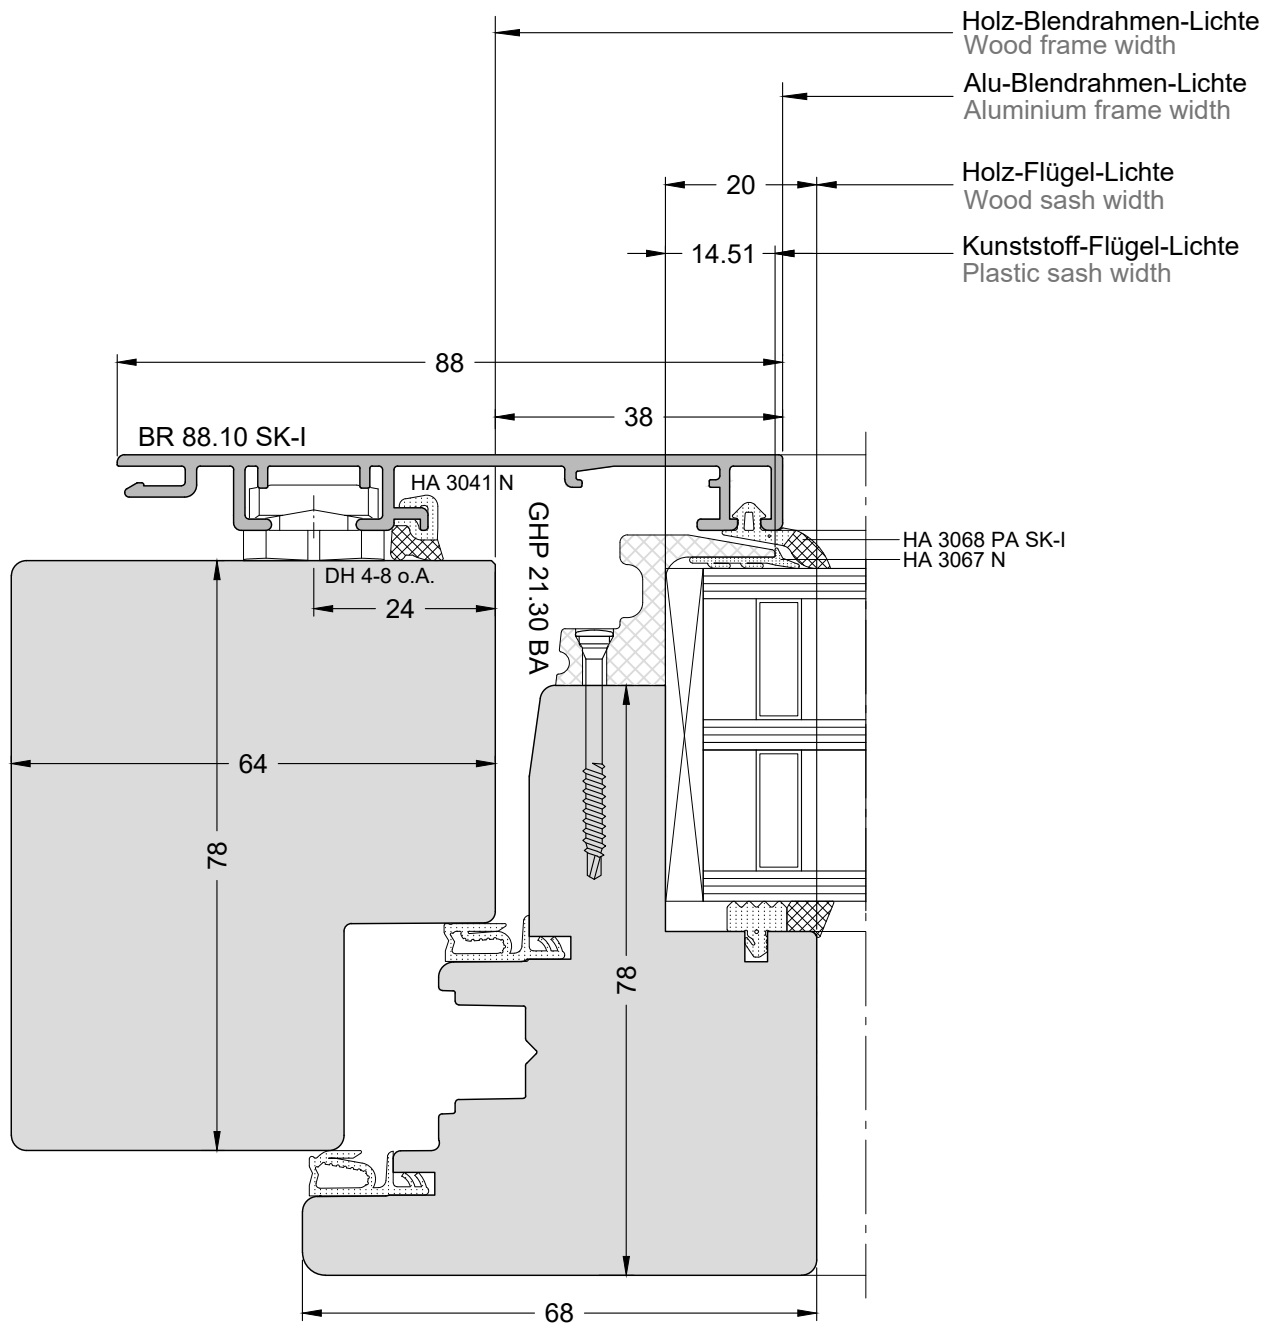 Holz-Blendrahmen-Lichte
Wood frame width
Alu-Blendrahmen-Lichte
Aluminium frame width
Holz-Flügel-Lichte
Wood sash width
20
Kunststoff-Flügel-Lichte
Plastic sash width
14.51
88
38
BR 88.10 SK-I
HA 3041 N
GHP 21.30 BA
HA 3068 PA SK-I
HA 3067 N
DH 4-8 o.A.
24
64
78
78
68